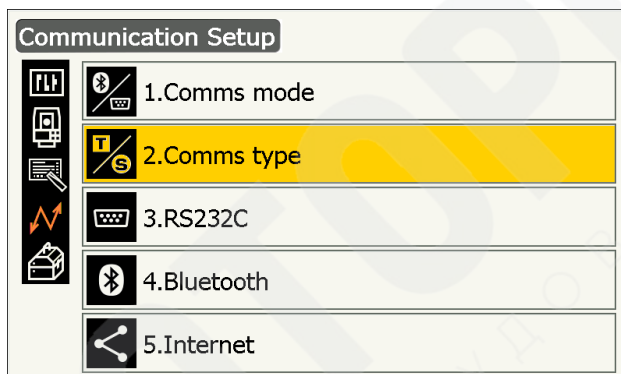 Communication Setup
1.Comms mode
T
S
2.Comms type
3.RS232C
4.Bluetooth
5.Internet